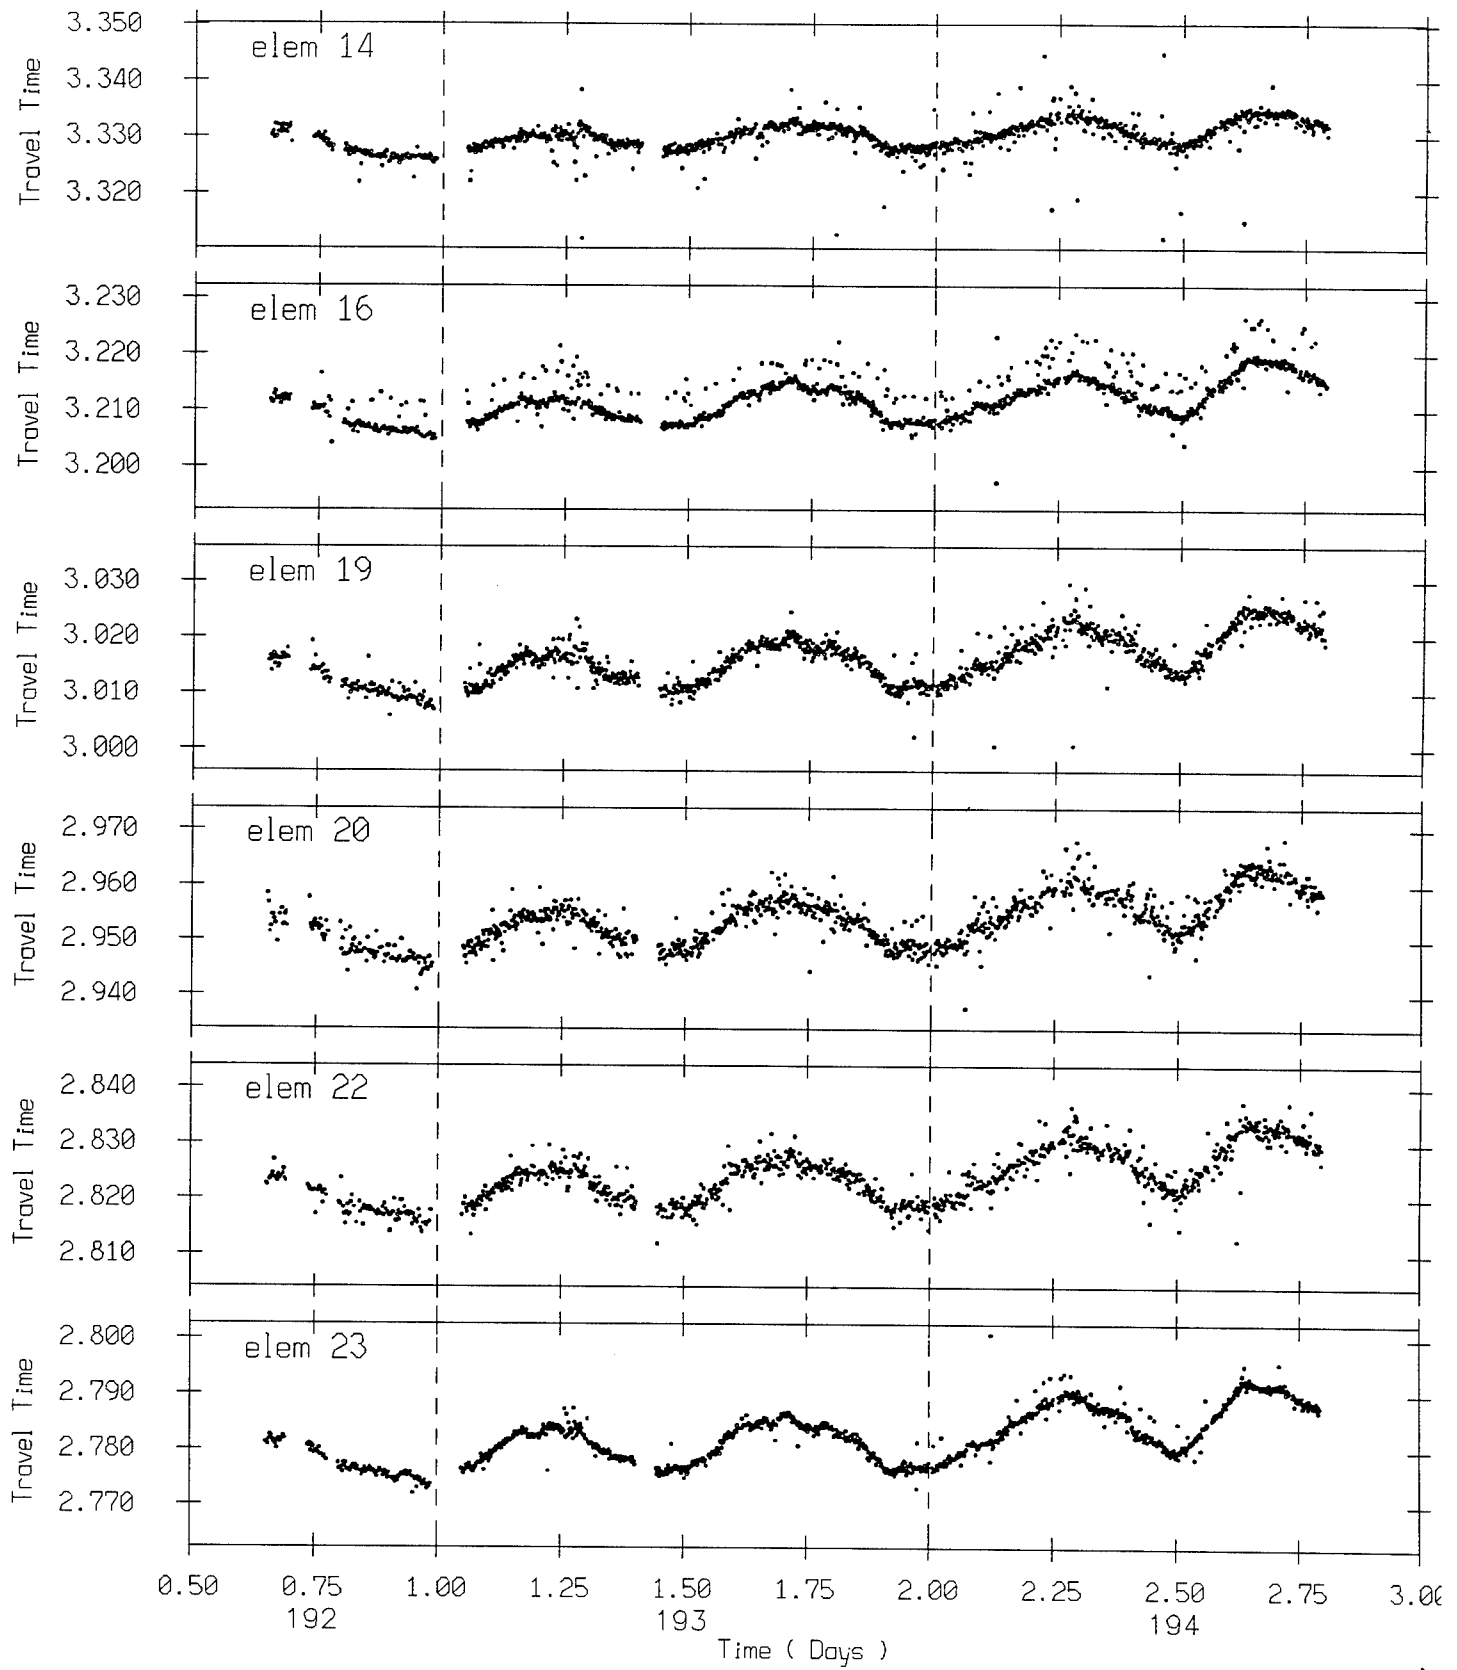 3.350
elem 14
3.340
3.330
3.320
Travel Time
3.230
elem 16
3.220
3.210
3.200
Travel Time
elem 19
3.030
3.020
3.010
3.000
Travel Time
2.970
elem 20
2.960
2.950
2.940
Travel Time
2.840
elem 22
2.830
2.820
2.810
Travel Time
2.800
elem 23
2.790
2.780
2.770
Travel Time
0.50 0.75 1.00 1.25 1.50 1.75 2.00 2.25 2.50 2.75 3.00
192 193 194
Time ( Days )